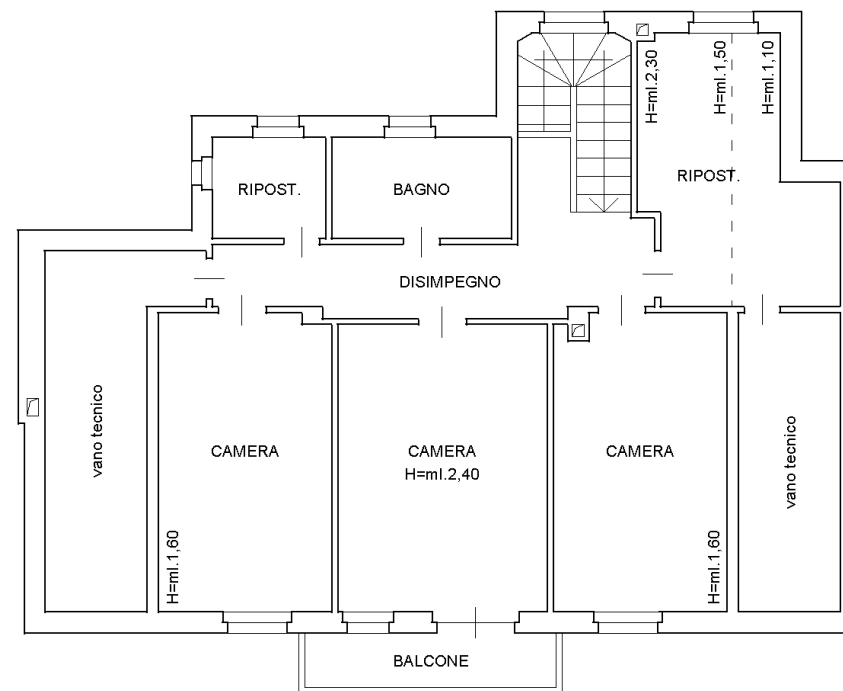 H=ml.2,30
H=ml.1,50
H=ml.1,10
RIPOST.
BAGNO
RIPOST.
DISIMPEGNO
vano tecnico
CAMERA
CAMERA
H=ml.2,40
CAMERA
vano tecnico
H=ml.1,60
H=ml.1,60
BALCONE